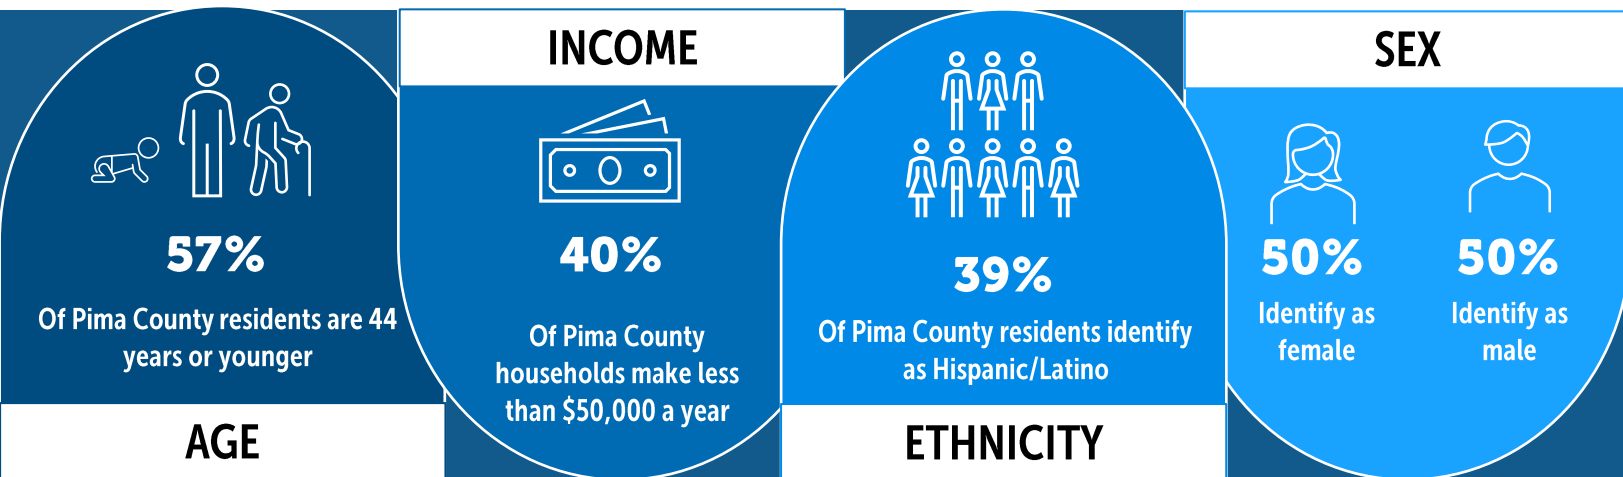 57%
Of Pima County residents are 44
years or younger
AGE
INCOME
40%
Of Pima County
households make less
than $50,000 a year
39%
Of Pima County residents identify
as Hispanic/Latino
ETHNICITY
SEX
50%
Identify as
female
50%
Identify as
male